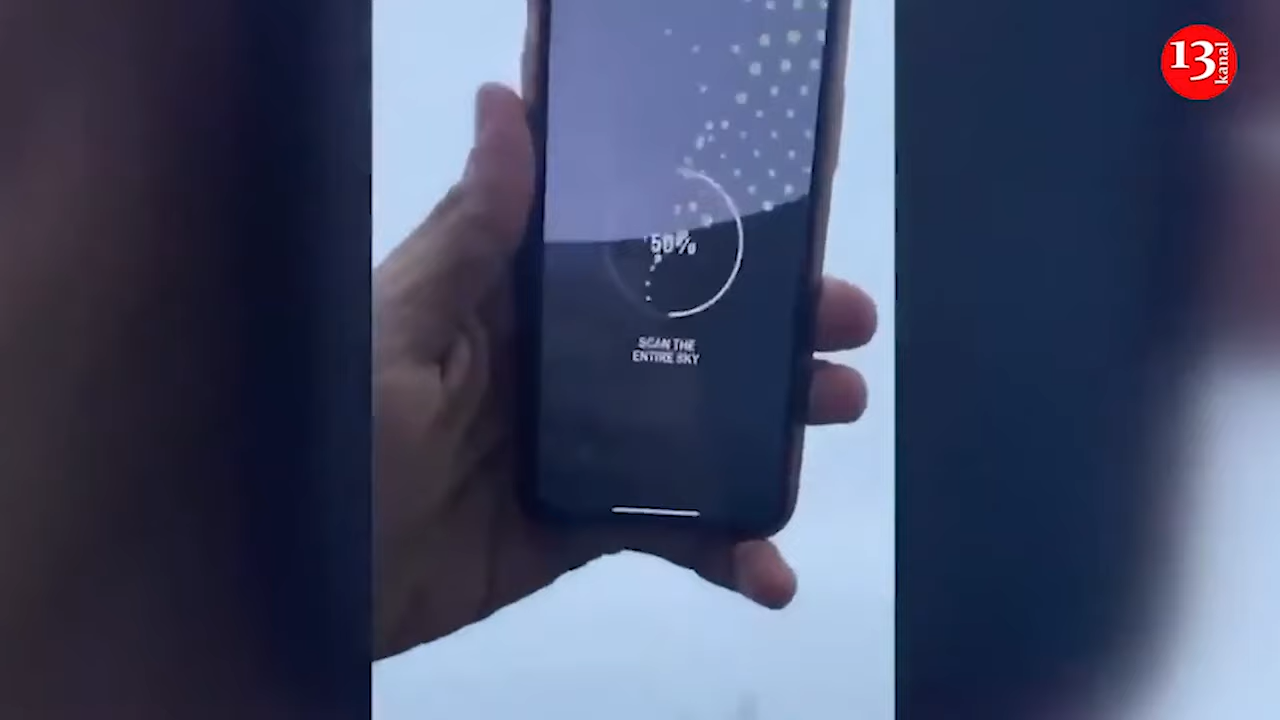 13
kanal
50%
SCAN THE
ENTIRE SKY